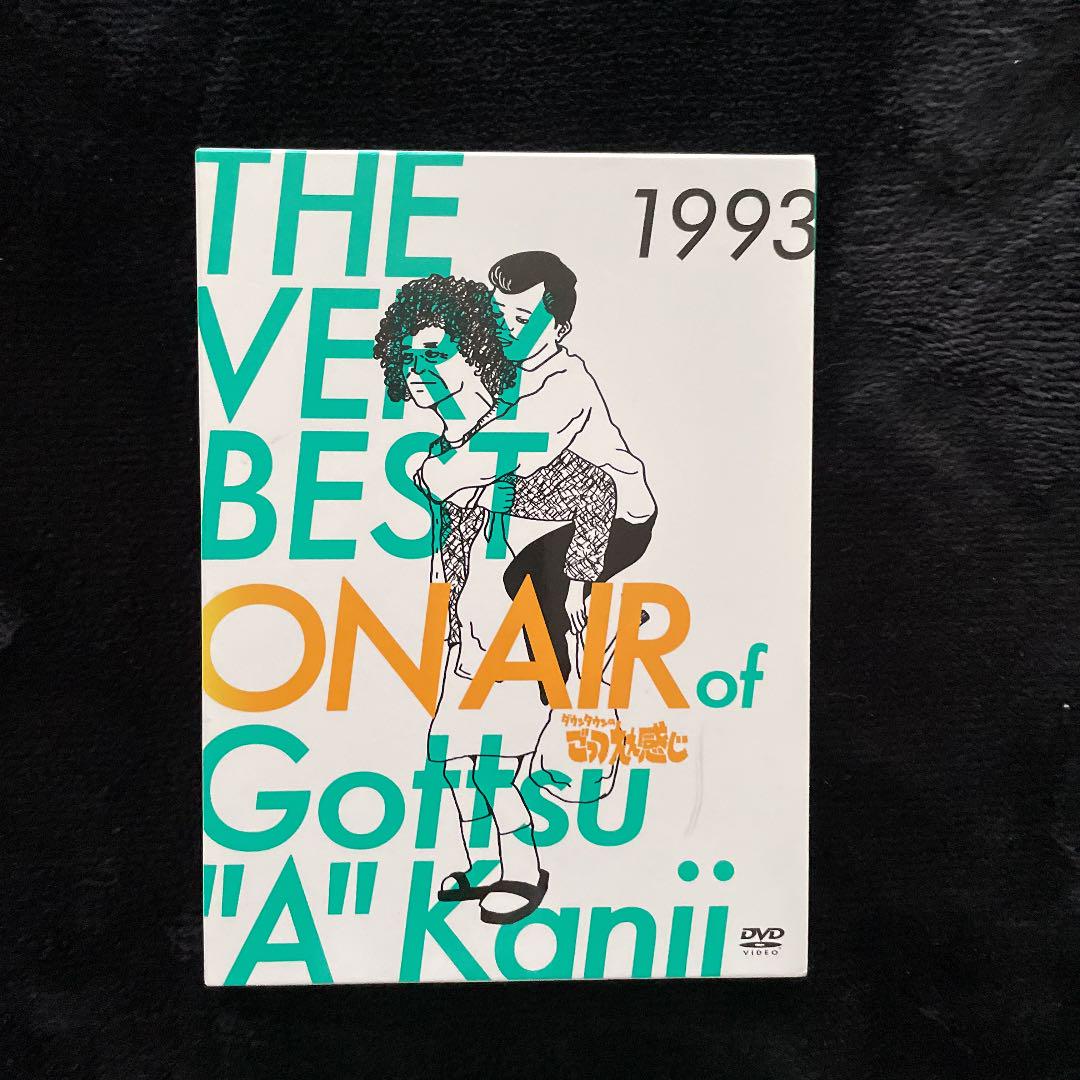 THE
1993
VERY
BEST
ON AIR of
ダウンタウンの
ごっつええ感じ
Gottsu
"A" Kanji
DVD
VIDEO